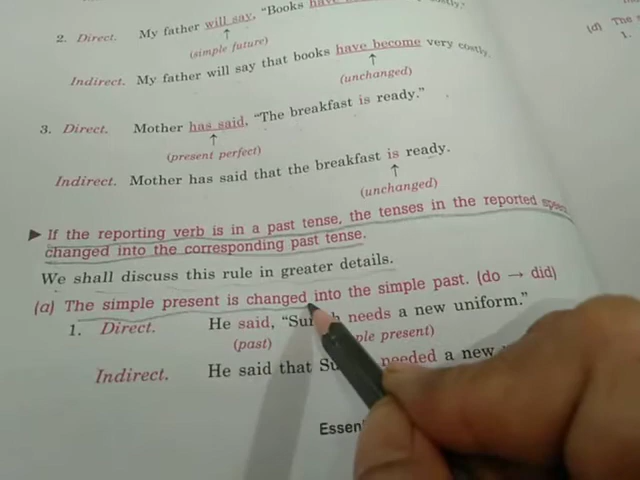 2. Direct. My father will say, "Books
(simple future)
Indirect. My father will say that books have become very costly.
(unchanged)
3. Direct. Mother has said, "The breakfast is ready."
(present perfect)
Indirect. Mother has said that the breakfast is ready.
(unchanged)
▶ If the reporting verb is in a past tense, the tenses in the reported
changed into the corresponding past tense.
We shall discuss this rule in greater details.
(a) The simple present is changed into the simple past. (do → did)
1. Direct. He said, " needs a new uniform."
(past) present)
Indirect. He said that needed a new
(d) The
1.